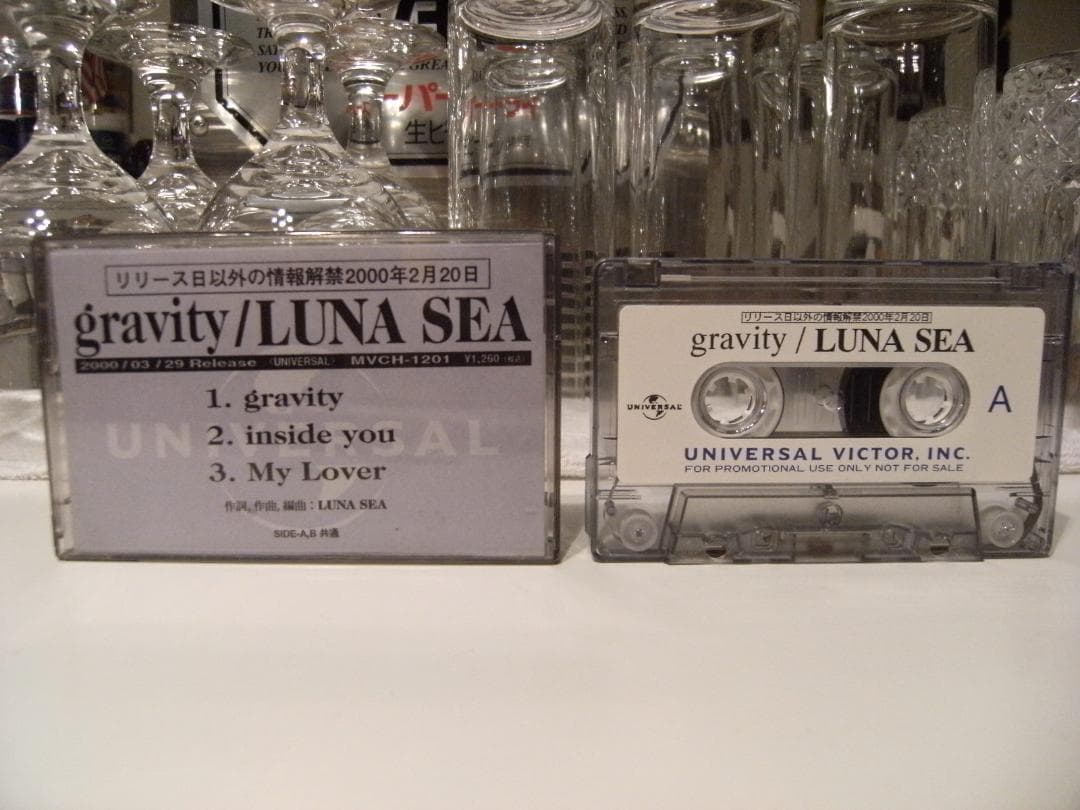 リリース日以外の情報解禁2000年2月20日
gravity/LUNA SEA
2000/03/29 Release 〈UNIVERSAL〉 MVCH-1201 ¥1,260(税込)
UNIVERSAL
1. gravity
2. inside you
3. My Lover
作詞,作曲,編曲:LUNA SEA
SIDE-A,B 共通
リリース日以外の情報解禁2000年2月20日
gravity / LUNA SEA
UNIVERSAL
A
UNIVERSAL VICTOR, INC.
FOR PROMOTIONAL USE ONLY NOT FOR SALE